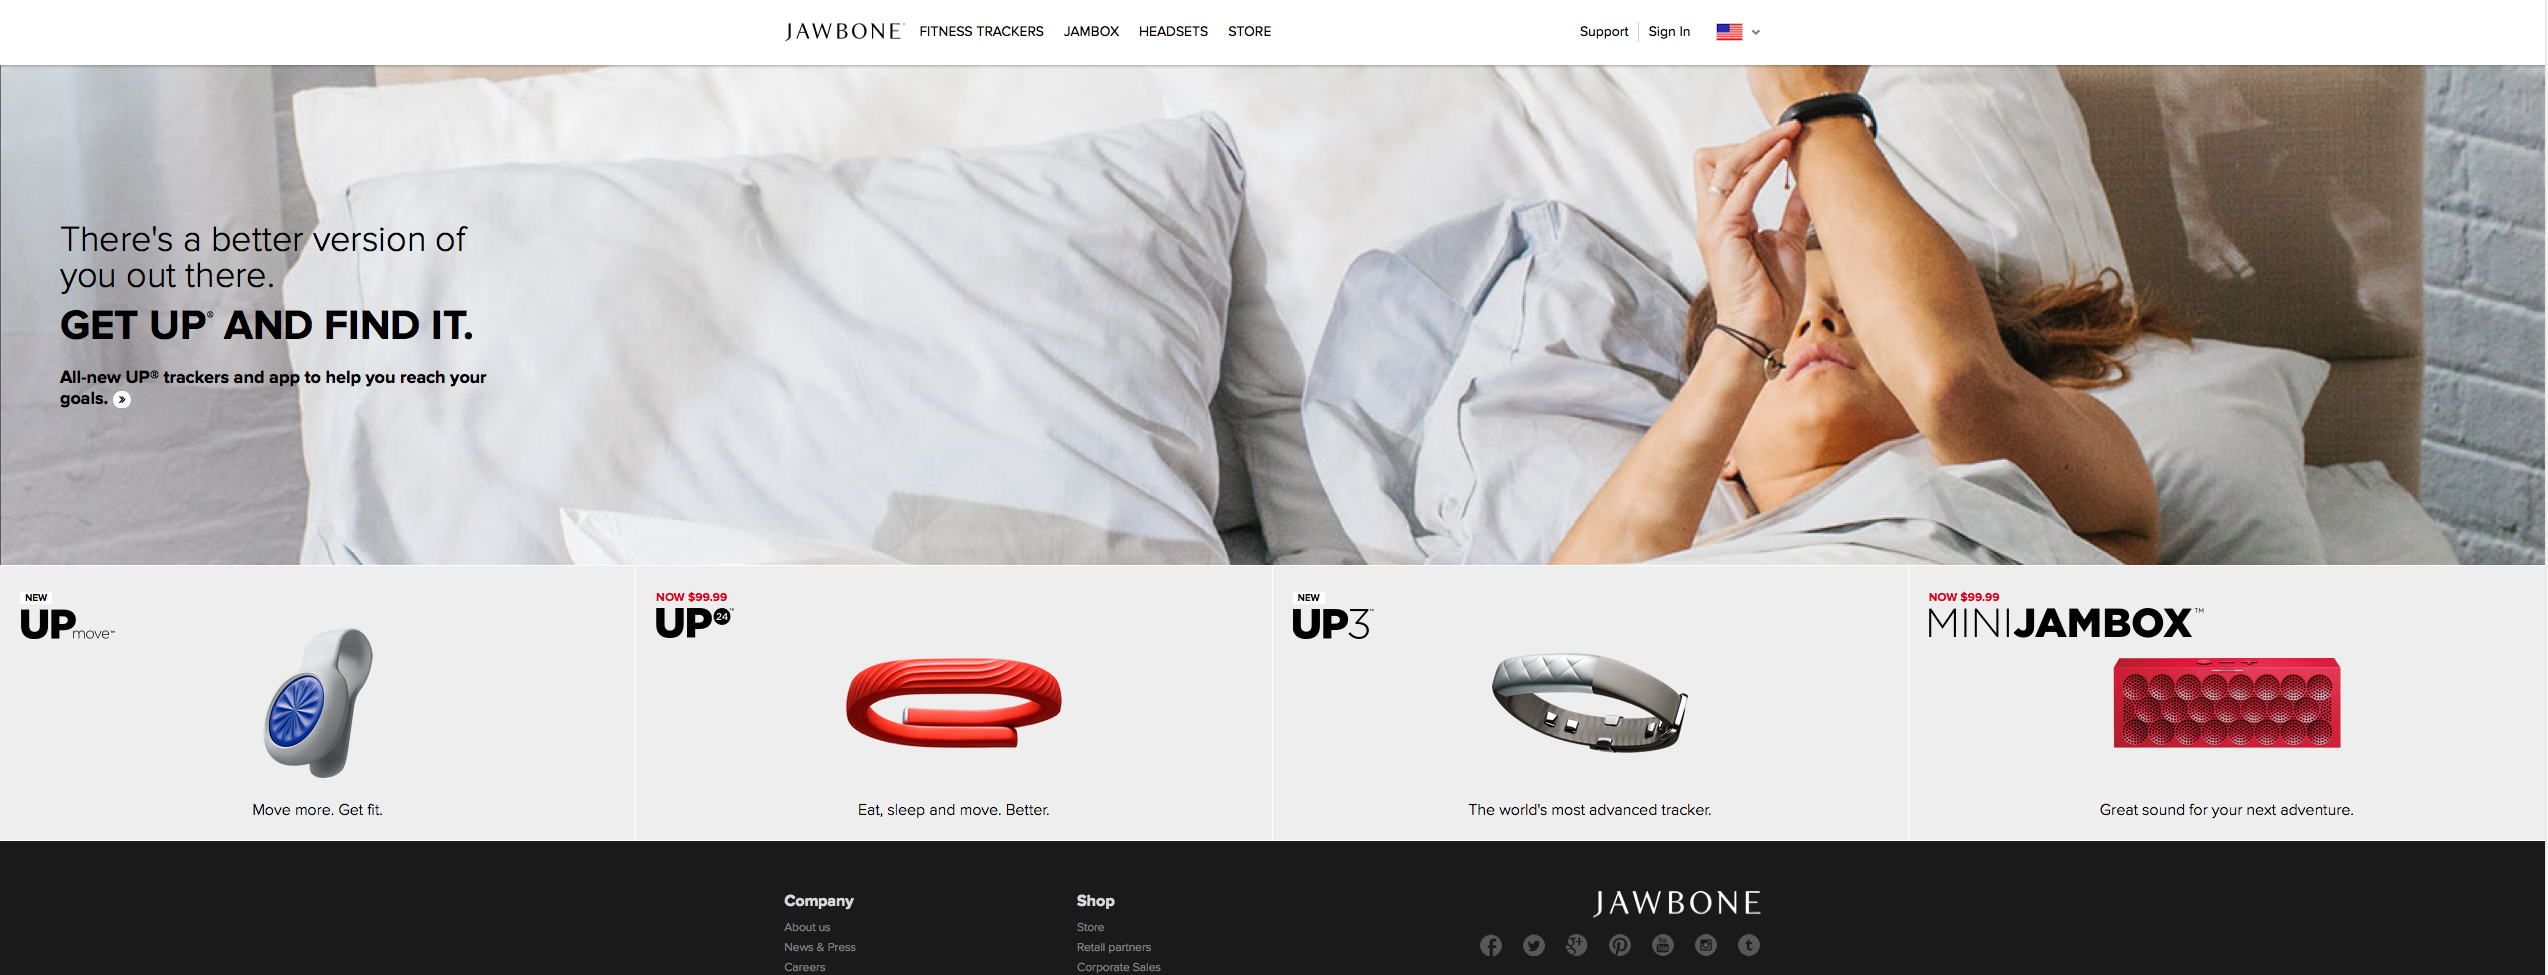 JAWBONE FITNESS TRACKERS JAMBOX HEADSETS STORE Support Sign In
There's a better version of
you out there.
GET UP® AND FIND IT.
All-new UP® trackers and app to help you reach your
goals. »
NEW
UP move™
Move more. Get fit.
NOW $99.99
UP24™
Eat, sleep and move. Better.
NEW
UP3™
The world's most advanced tracker.
NOW $99.99
MINIJAMBOX™
Great sound for your next adventure.
Company
About us
News & Press
Careers
Shop
Store
Retail partners
Corporate Sales
JAWBONE